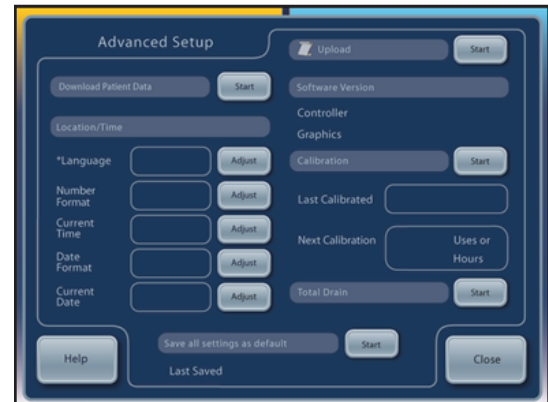 Advanced Setup
Download Patient Data
Start
Location/Time
*Language
Adjust
Number
Format
Adjust
Current
Time
Adjust
Date
Format
Adjust
Current
Date
Adjust
Upload
Start
Software Version
Controller
Graphics
Calibration
Start
Last Calibrated
Next Calibration
Uses or
Hours
Total Drain
Start
Help
Save all settings as default
Start
Last Saved
Close